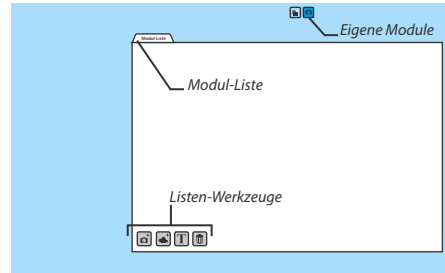 Eigene Module
Modul-Liste
Modul-Liste
Listen-Werkzeuge
T